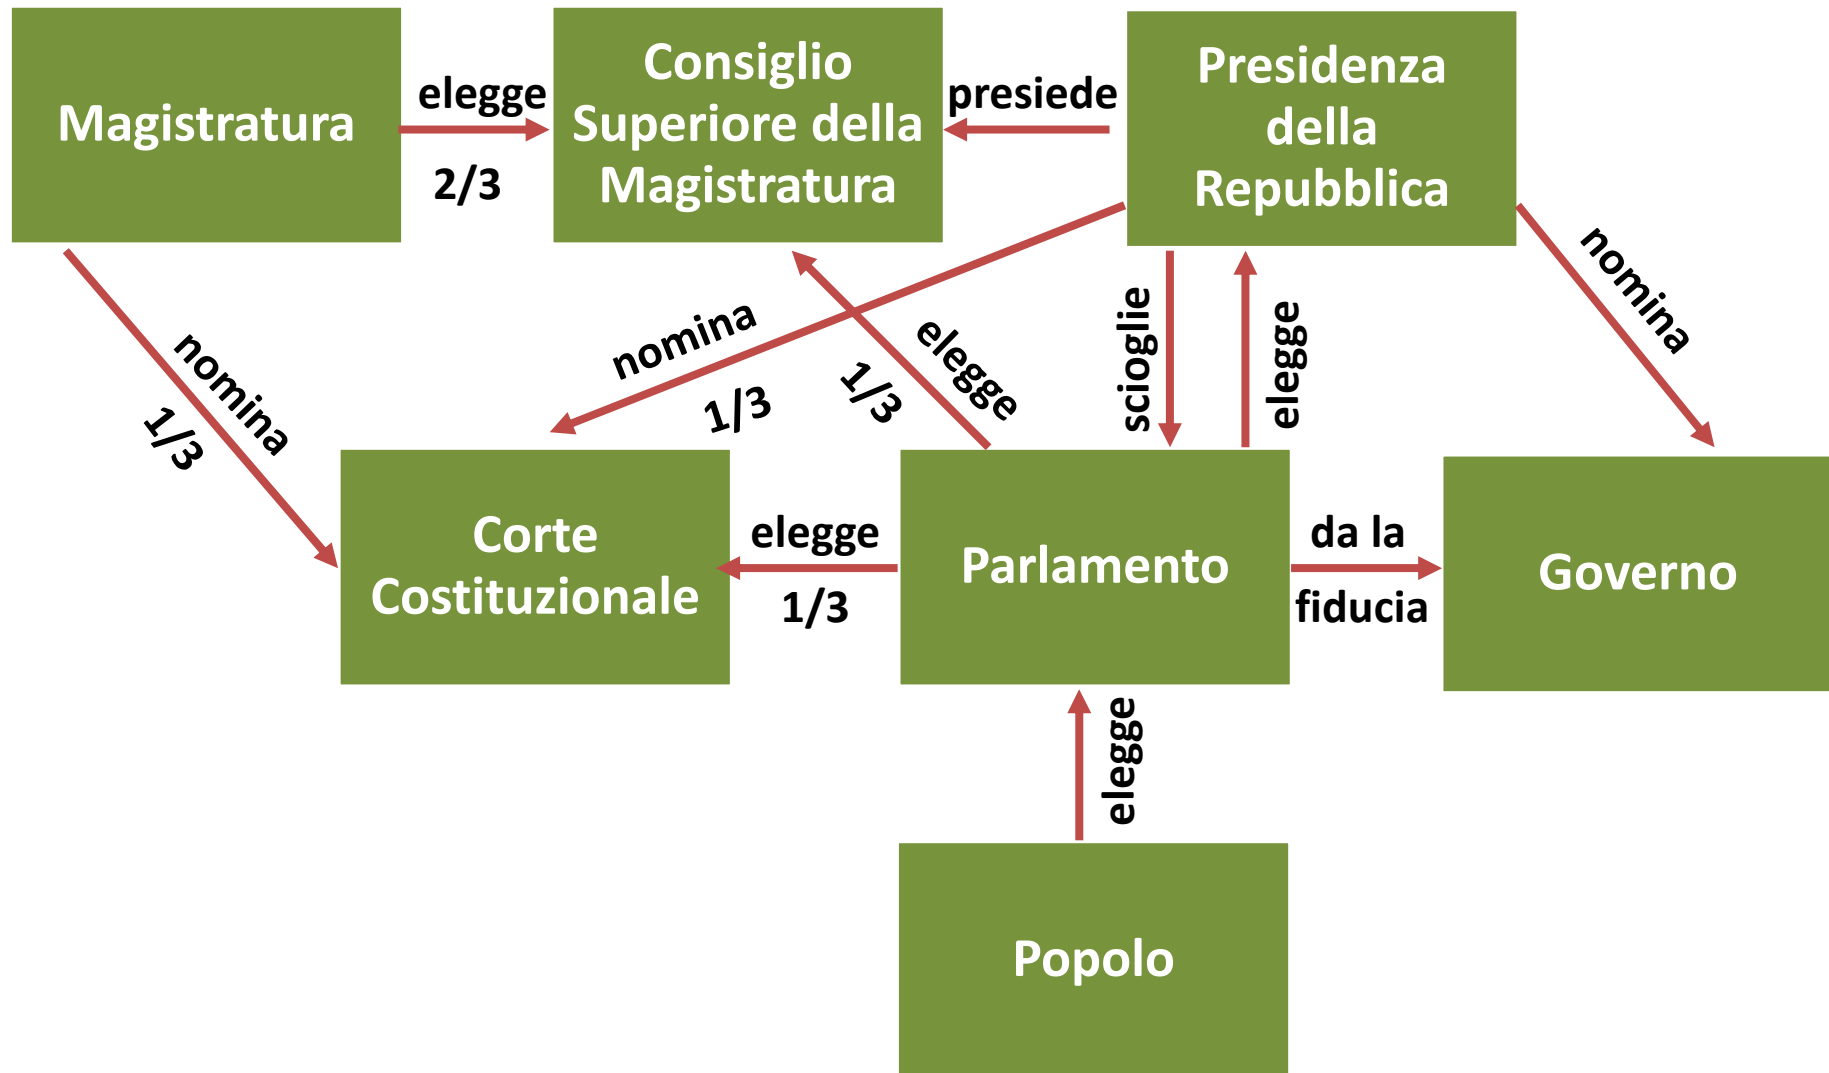 Magistratura
elegge
2/3
Consiglio
Superiore della
Magistratura
presiede
Presidenza
della
Repubblica
nomina
1/3
nomina
1/3
elegge
1/3
scioglie
elegge
nomina
Corte
Costituzionale
elegge
1/3
Parlamento
da la
fiducia
Governo
elegge
Popolo